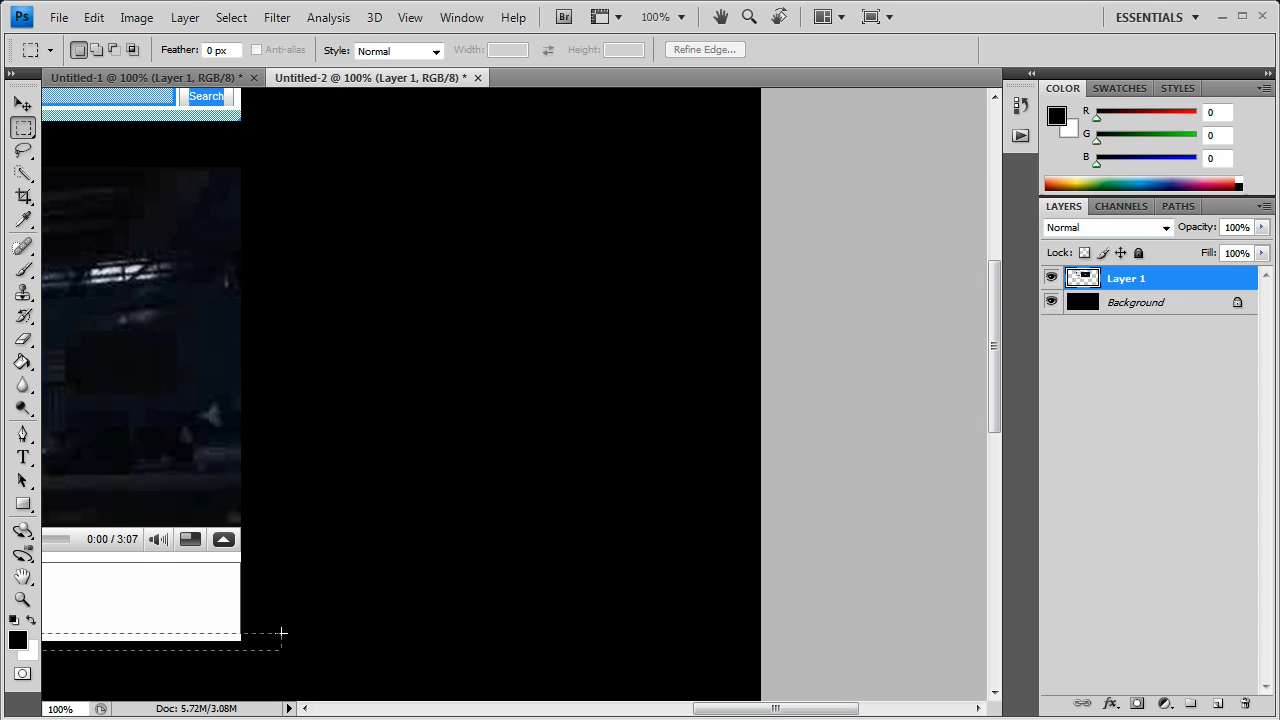 Ps File Edit Image Layer Select Filter Analysis 3D View Window Help Br 100% ESSENTIALS
Feather: 0 px Anti-alias Style: Normal Width: Height: Refine Edge...
Untitled-1 @ 100% (Layer 1, RGB/8) * Untitled-2 @ 100% (Layer 1, RGB/8) *
COLOR SWATCHES STYLES
Search
R 0
G 0
B 0
LAYERS CHANNELS PATHS
Normal Opacity: 100%
Lock: Fill: 100%
Layer 1
Background
T
0:00 / 3:07
fx
100% Doc: 5.72M/3.08M